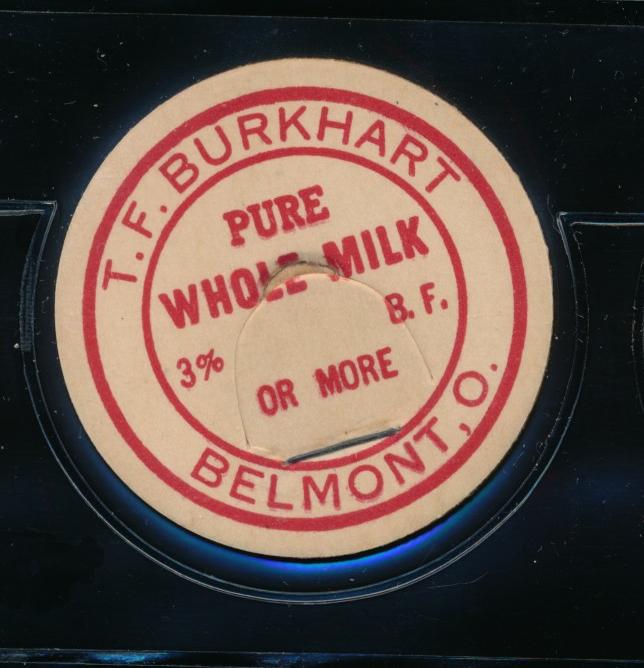 T. F. BURKHART
PURE
WHOLE MILK
3% B. F.
OR MORE
BELMONT, O.